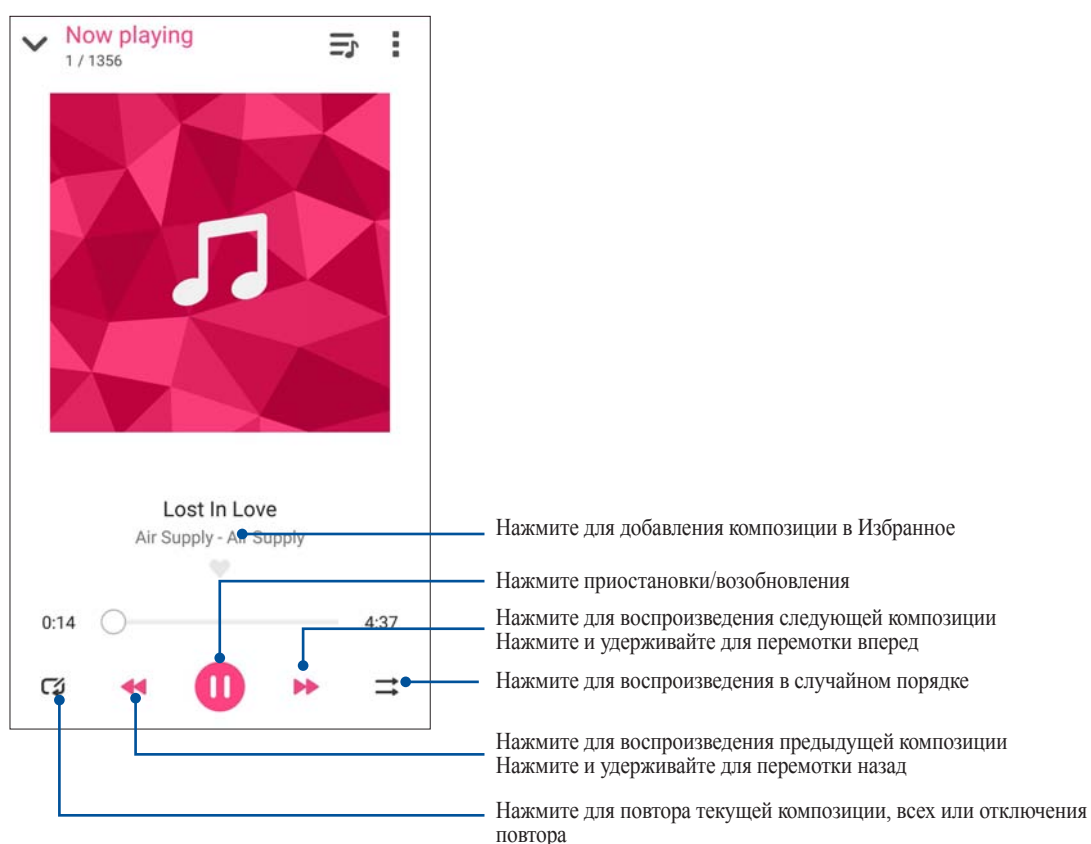 Now playing
1 / 1356
Lost In Love
Air Supply - Air Supply
Нажмите для добавления композиции в Избранное
Нажмите приостановки/возобновления
0:14
4:37
Нажмите для воспроизведения следующей композиции
Нажмите и удерживайте для перемотки вперед
Нажмите для воспроизведения в случайном порядке
Нажмите для воспроизведения предыдущей композиции
Нажмите и удерживайте для перемотки назад
Нажмите для повтора текущей композиции, всех или отключения
повтора